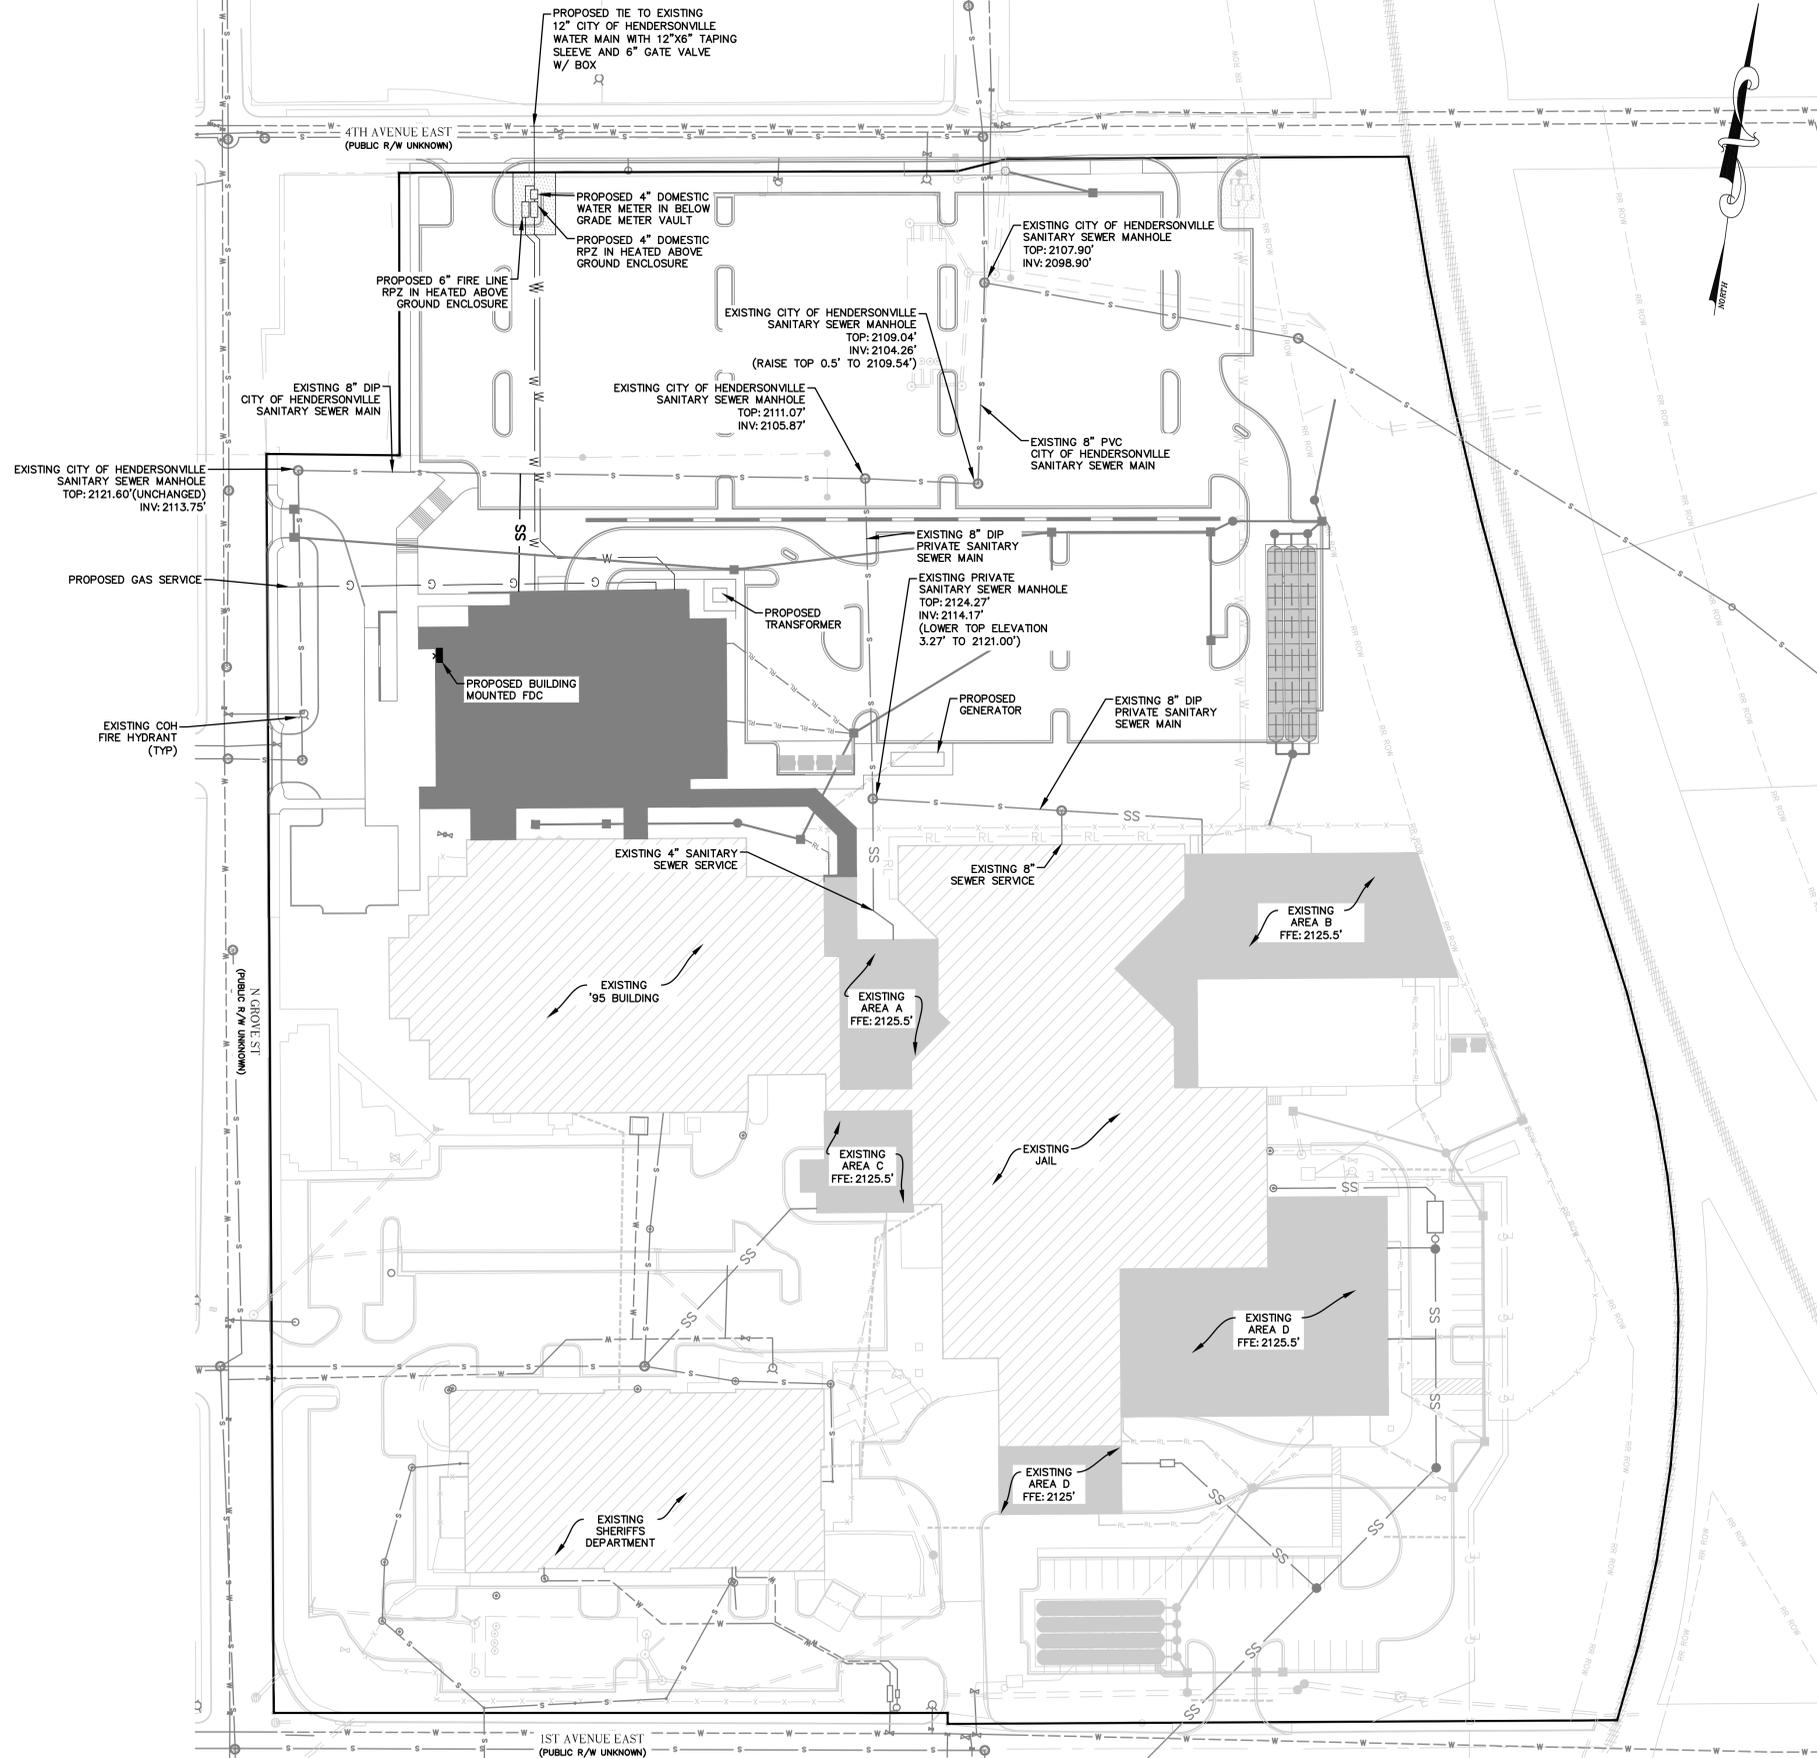 PROPOSED TIE TO EXISTING
12" CITY OF HENDERSONVILLE
WATER MAIN WITH 12"X6" TAPING
SLEEVE AND 6" GATE VALVE
W/ BOX
4TH AVENUE EAST
(PUBLIC R/W UNKNOWN)
NORTH
PROPOSED 4" DOMESTIC
WATER METER IN BELOW
GRADE METER VAULT
PROPOSED 4" DOMESTIC
RPZ IN HEATED ABOVE
GROUND ENCLOSURE
PROPOSED 6" FIRE LINE
RPZ IN HEATED ABOVE
GROUND ENCLOSURE
EXISTING CITY OF HENDERSONVILLE
SANITARY SEWER MANHOLE
TOP: 2107.90'
INV: 2098.90'
EXISTING CITY OF HENDERSONVILLE
SANITARY SEWER MANHOLE
TOP: 2109.04'
INV: 2104.26'
(RAISE TOP 0.5' TO 2109.54')
EXISTING 8" DIP
CITY OF HENDERSONVILLE
SANITARY SEWER MAIN
EXISTING CITY OF HENDERSONVILLE
SANITARY SEWER MANHOLE
TOP: 2111.07'
INV: 2105.87'
EXISTING 8" PVC
CITY OF HENDERSONVILLE
SANITARY SEWER MAIN
EXISTING CITY OF HENDERSONVILLE
SANITARY SEWER MANHOLE
TOP: 2121.60'(UNCHANGED)
INV: 2113.75'
EXISTING 8" DIP
PRIVATE SANITARY
SEWER MAIN
PROPOSED GAS SERVICE
EXISTING PRIVATE
SANITARY SEWER MANHOLE
TOP: 2124.27'
INV: 2114.17'
(LOWER TOP ELEVATION
3.27' TO 2121.00')
PROPOSED
TRANSFORMER
PROPOSED BUILDING
MOUNTED FDC
PROPOSED
GENERATOR
EXISTING 8" DIP
PRIVATE SANITARY
SEWER MAIN
EXISTING COH
FIRE HYDRANT
(TYP)
EXISTING 4" SANITARY
SEWER SERVICE
EXISTING 8"
SEWER SERVICE
EXISTING
AREA B
FFE: 2125.5'
EXISTING
'95 BUILDING
EXISTING
AREA A
FFE: 2125.5'
N GROVE ST
(PUBLIC R/W UNKNOWN)
EXISTING
AREA C
FFE: 2125.5'
EXISTING
JAIL
EXISTING
AREA D
FFE: 2125.5'
EXISTING
AREA D
FFE: 2125'
EXISTING
SHERIFFS
DEPARTMENT
1ST AVENUE EAST
(PUBLIC R/W UNKNOWN)